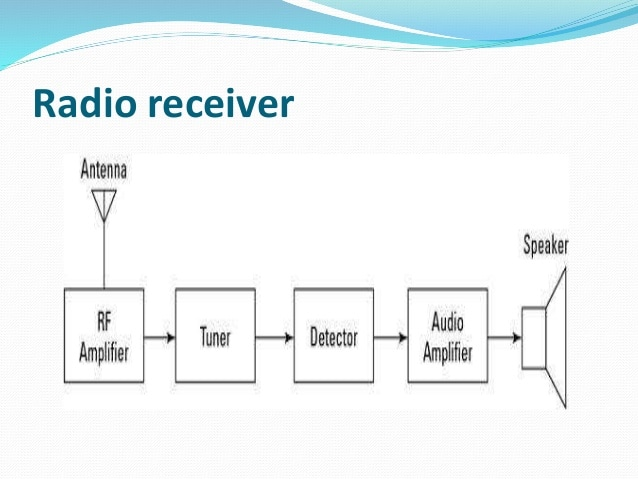 Radio receiver
Antenna
Speaker
RF
Amplifier
Tuner
Detector
Audio
Amplifier